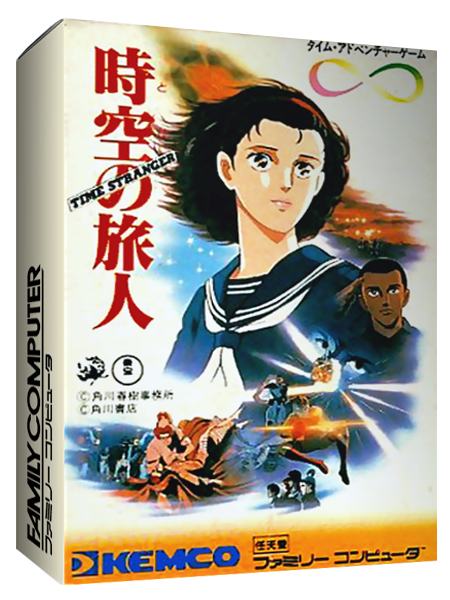 タイム・アドベンチャーゲーム
時空の旅人
と
TIME STRANGER
東宝
©角川春樹事務所
©角川書店
FAMILY COMPUTER
ファミリー コンピュータ
KEMCO
任天堂
ファミリー コンピュータ™